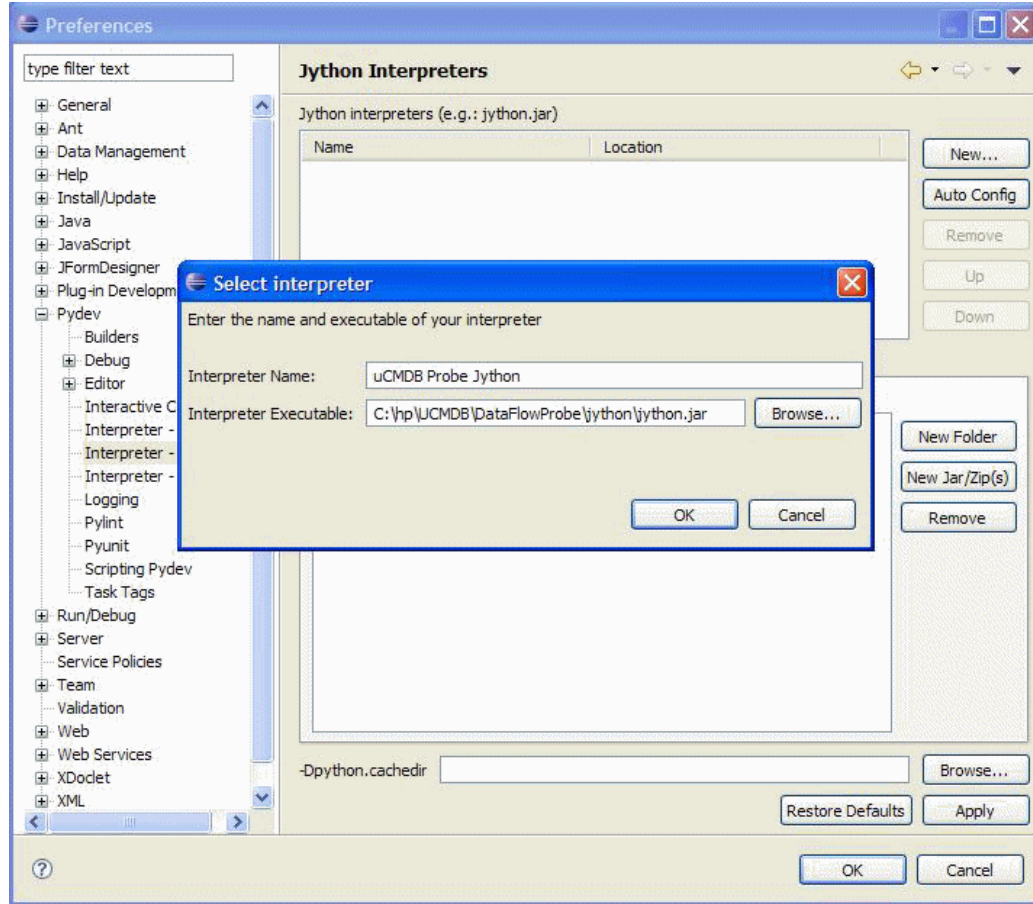 Preferences
type filter text
General
Ant
Data Management
Help
Install/Update
Java
JavaScript
JFormDesigner
Plug-in Developm
Pydev
Builders
Debug
Editor
Interactive C
Interpreter -
Interpreter -
Interpreter -
Logging
Pylint
Pyunit
Scripting Pydev
Task Tags
Run/Debug
Server
Service Policies
Team
Validation
Web
Web Services
XDoclet
XML
Jython Interpreters
Jython interpreters (e.g.: jython.jar)
Name Location
New...
Auto Config
Remove
Up
Down
Select interpreter
Enter the name and executable of your interpreter
Interpreter Name: uCMDB Probe Jython
Interpreter Executable: C:\hp\UCMDB\DataFlowProbe\jython\jython.jar Browse...
OK Cancel
New Folder
New Jar/Zip(s)
Remove
-Dpython.cachedir Browse...
Restore Defaults Apply
? OK Cancel